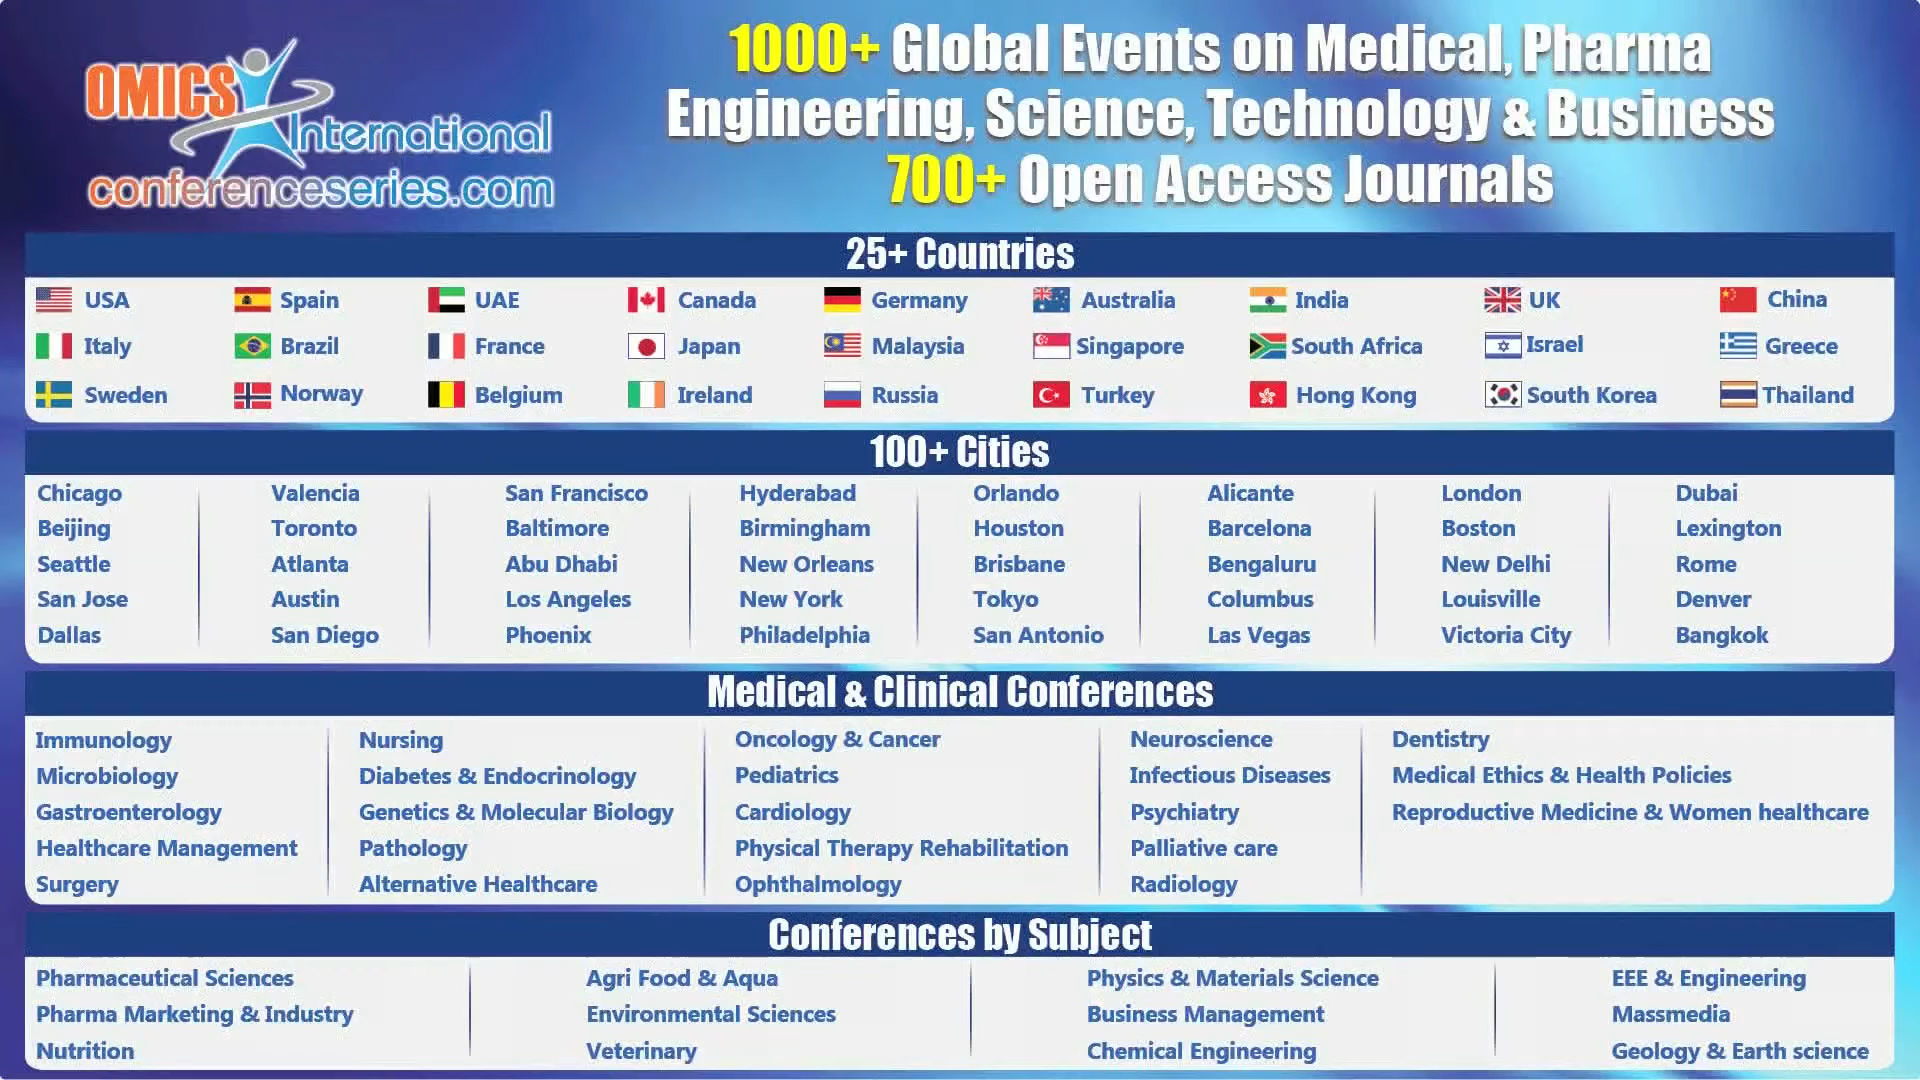 OMICS
International
conferenceseries.com
1000+ Global Events on Medical, Pharma
Engineering, Science, Technology & Business
700+ Open Access Journals
25+ Countries
USA Spain UAE Canada Germany Australia India UK China
Italy Brazil France Japan Malaysia Singapore South Africa Israel Greece
Sweden Norway Belgium Ireland Russia Turkey Hong Kong South Korea Thailand
100+ Cities
Chicago Valencia San Francisco Hyderabad Orlando Alicante London Dubai
Beijing Toronto Baltimore Birmingham Houston Barcelona Boston Lexington
Seattle Atlanta Abu Dhabi New Orleans Brisbane Bengaluru New Delhi Rome
San Jose Austin Los Angeles New York Tokyo Columbus Louisville Denver
Dallas San Diego Phoenix Philadelphia San Antonio Las Vegas Victoria City Bangkok
Medical & Clinical Conferences
Immunology Nursing Oncology & Cancer Neuroscience Dentistry
Microbiology Diabetes & Endocrinology Pediatrics Infectious Diseases Medical Ethics & Health Policies
Gastroenterology Genetics & Molecular Biology Cardiology Psychiatry Reproductive Medicine & Women healthcare
Healthcare Management Pathology Physical Therapy Rehabilitation Palliative care
Surgery Alternative Healthcare Ophthalmology Radiology
Conferences by Subject
Pharmaceutical Sciences Agri Food & Aqua Physics & Materials Science EEE & Engineering
Pharma Marketing & Industry Environmental Sciences Business Management Massmedia
Nutrition Veterinary Chemical Engineering Geology & Earth science